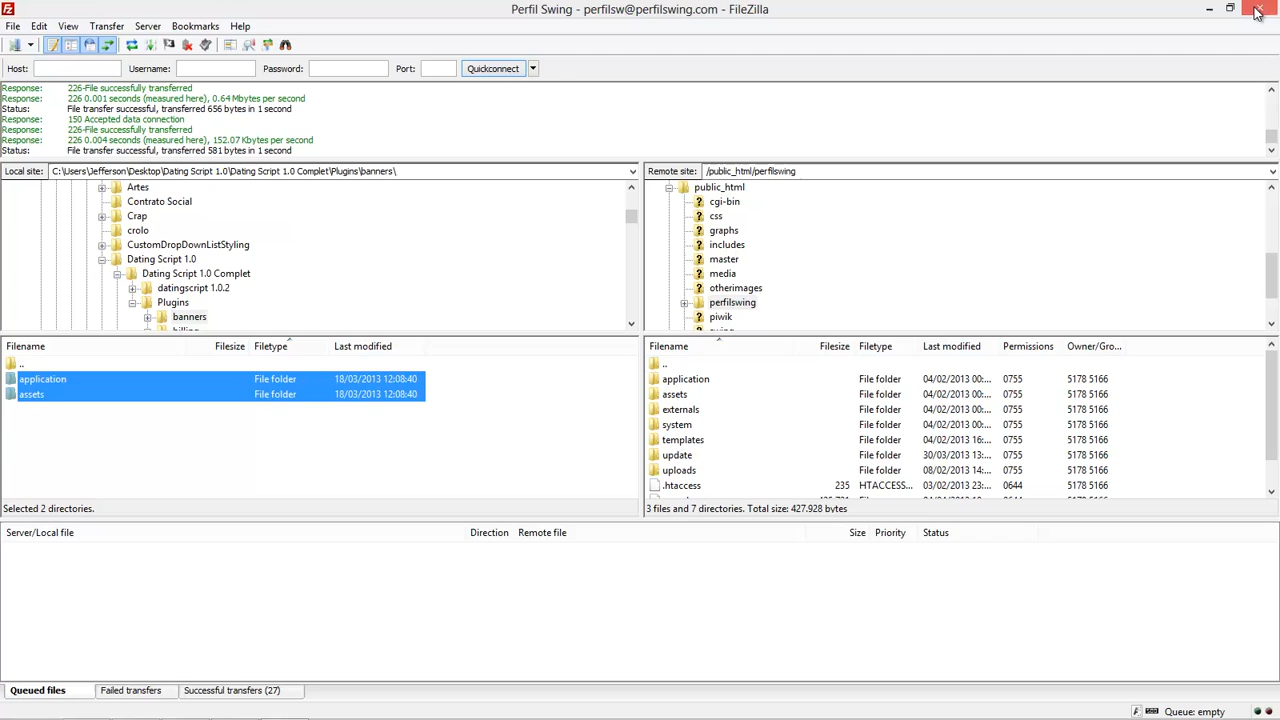 Perfil Swing - perfilsw@perfilswing.com - FileZilla
File Edit View Transfer Server Bookmarks Help
Host: Username: Password: Port: Quickconnect
Response: 226-File successfully transferred
Response: 226 0.001 seconds (measured here), 0.64 Mbytes per second
Status: File transfer successful, transferred 656 bytes in 1 second
Response: 150 Accepted data connection
Response: 226-File successfully transferred
Response: 226 0.004 seconds (measured here), 152.07 Kbytes per second
Status: File transfer successful, transferred 581 bytes in 1 second
Local site: C:\Users\Jefferson\Desktop\Dating Script 1.0\Dating Script 1.0 Complet\Plugins\banners\
Artes
Contrato Social
Crap
crolo
CustomDropDownListStyling
Dating Script 1.0
Dating Script 1.0 Complet
datingscript 1.0.2
Plugins
banners
Remote site: /public_html/perfilswing
public_html
cgi-bin
css
graphs
includes
master
media
otherimages
perfilswing
piwik
Filename Filesize Filetype Last modified
..
application File folder 18/03/2013 12:08:40
assets File folder 18/03/2013 12:08:40
Selected 2 directories.
Filename Filesize Filetype Last modified Permissions Owner/Gro...
..
application File folder 04/02/2013 00:... 0755 5178 5166
assets File folder 04/02/2013 00:... 0755 5178 5166
externals File folder 04/02/2013 00:... 0755 5178 5166
system File folder 04/02/2013 00:... 0755 5178 5166
templates File folder 04/02/2013 16:... 0755 5178 5166
update File folder 30/03/2013 13:... 0755 5178 5166
uploads File folder 08/02/2013 14:... 0755 5178 5166
.htaccess 235 HTACCESS... 03/02/2013 23:... 0644 5178 5166
3 files and 7 directories. Total size: 427.928 bytes
Server/Local file Direction Remote file Size Priority Status
Queued files Failed transfers Successful transfers (27)
Queue: empty